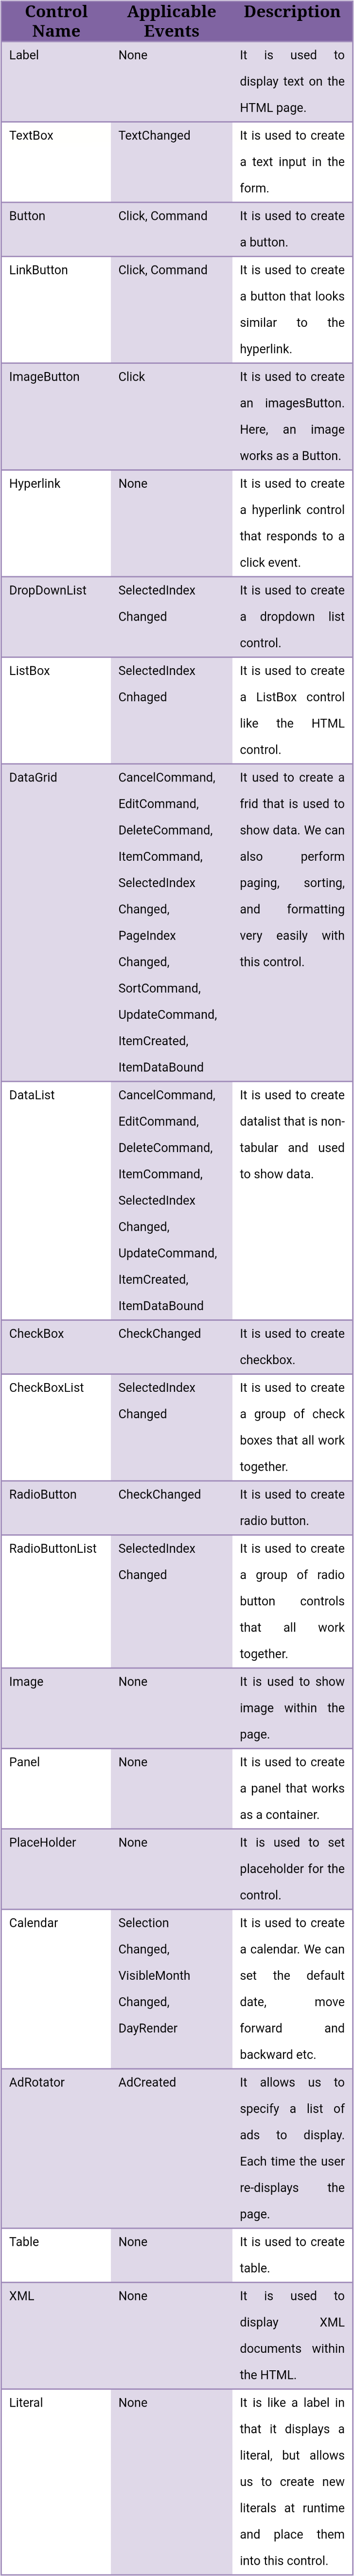 Control Name
Applicable Events
Description
Label
None
It is used to
display text on the
HTML page.
TextBox
TextChanged
It is used to create
a text input in the
form.
Button
Click, Command
It is used to create
a button.
LinkButton
Click, Command
It is used to create
a button that looks
similar to the
hyperlink.
ImageButton
Click
It is used to create
an imagesButton.
Here, an image
works as a Button.
Hyperlink
None
It is used to create
a hyperlink control
that responds to a
click event.
DropDownList
SelectedIndex
Changed
It is used to create
a dropdown list
control.
ListBox
SelectedIndex
Cnhaged
It is used to create
a ListBox control
like the HTML
control.
DataGrid
CancelCommand,
EditCommand,
DeleteCommand,
ItemCommand,
SelectedIndex
Changed,
PageIndex
Changed,
SortCommand,
UpdateCommand,
ItemCreated,
ItemDataBound
It used to create a
frid that is used to
show data. We can
also perform
paging, sorting,
and formatting
very easily with
this control.
DataList
CancelCommand,
EditCommand,
DeleteCommand,
ItemCommand,
SelectedIndex
Changed,
UpdateCommand,
ItemCreated,
ItemDataBound
It is used to create
datalist that is non-
tabular and used
to show data.
CheckBox
CheckChanged
It is used to create
checkbox.
CheckBoxList
SelectedIndex
Changed
It is used to create
a group of check
boxes that all work
together.
RadioButton
CheckChanged
It is used to create
radio button.
RadioButtonList
SelectedIndex
Changed
It is used to create
a group of radio
button controls
that all work
together.
Image
None
It is used to show
image within the
page.
Panel
None
It is used to create
a panel that works
as a container.
PlaceHolder
None
It is used to set
placeholder for the
control.
Calendar
Selection
Changed,
VisibleMonth
Changed,
DayRender
It is used to create
a calendar. We can
set the default
date, move
forward and
backward etc.
AdRotator
AdCreated
It allows us to
specify a list of
ads to display.
Each time the user
re-displays the
page.
Table
None
It is used to create
table.
XML
None
It is used to
display XML
documents within
the HTML.
Literal
None
It is like a label in
that it displays a
literal, but allows
us to create new
literals at runtime
and place them
into this control.